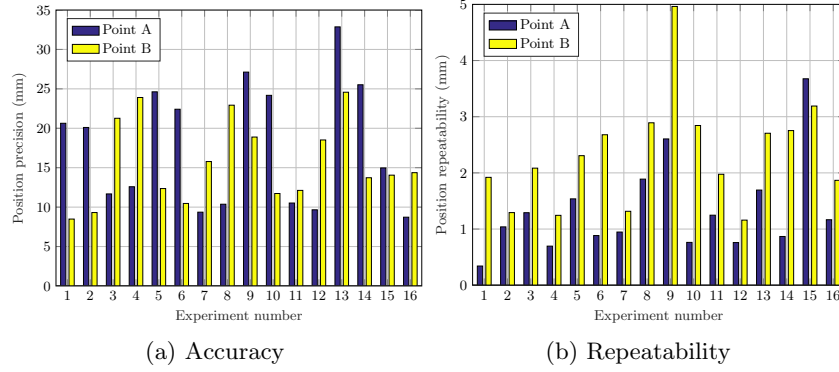 35
30
25
20
15
10
5
0
Position precision (mm)
Point A
Point B
1 2 3 4 5 6 7 8 9 10 11 12 13 14 15 16
Experiment number
(a) Accuracy
5
4
3
2
1
0
Position repeatability (mm)
Point A
Point B
1 2 3 4 5 6 7 8 9 10 11 12 13 14 15 16
Experiment number
(b) Repeatability